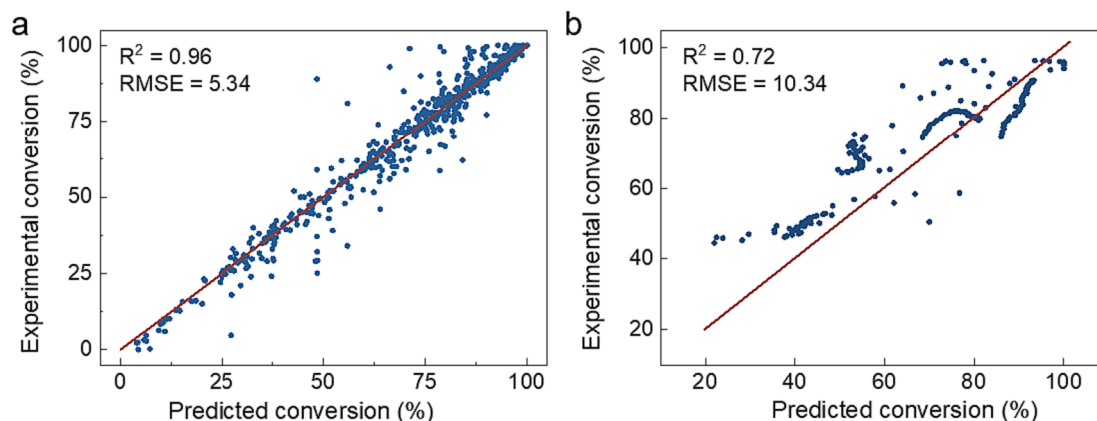 a
R² = 0.96
RMSE = 5.34
100
75
50
25
0
Experimental conversion (%)
0
25
50
75
100
Predicted conversion (%)
b
R² = 0.72
RMSE = 10.34
100
80
60
40
20
Experimental conversion (%)
20
40
60
80
100
Predicted conversion (%)